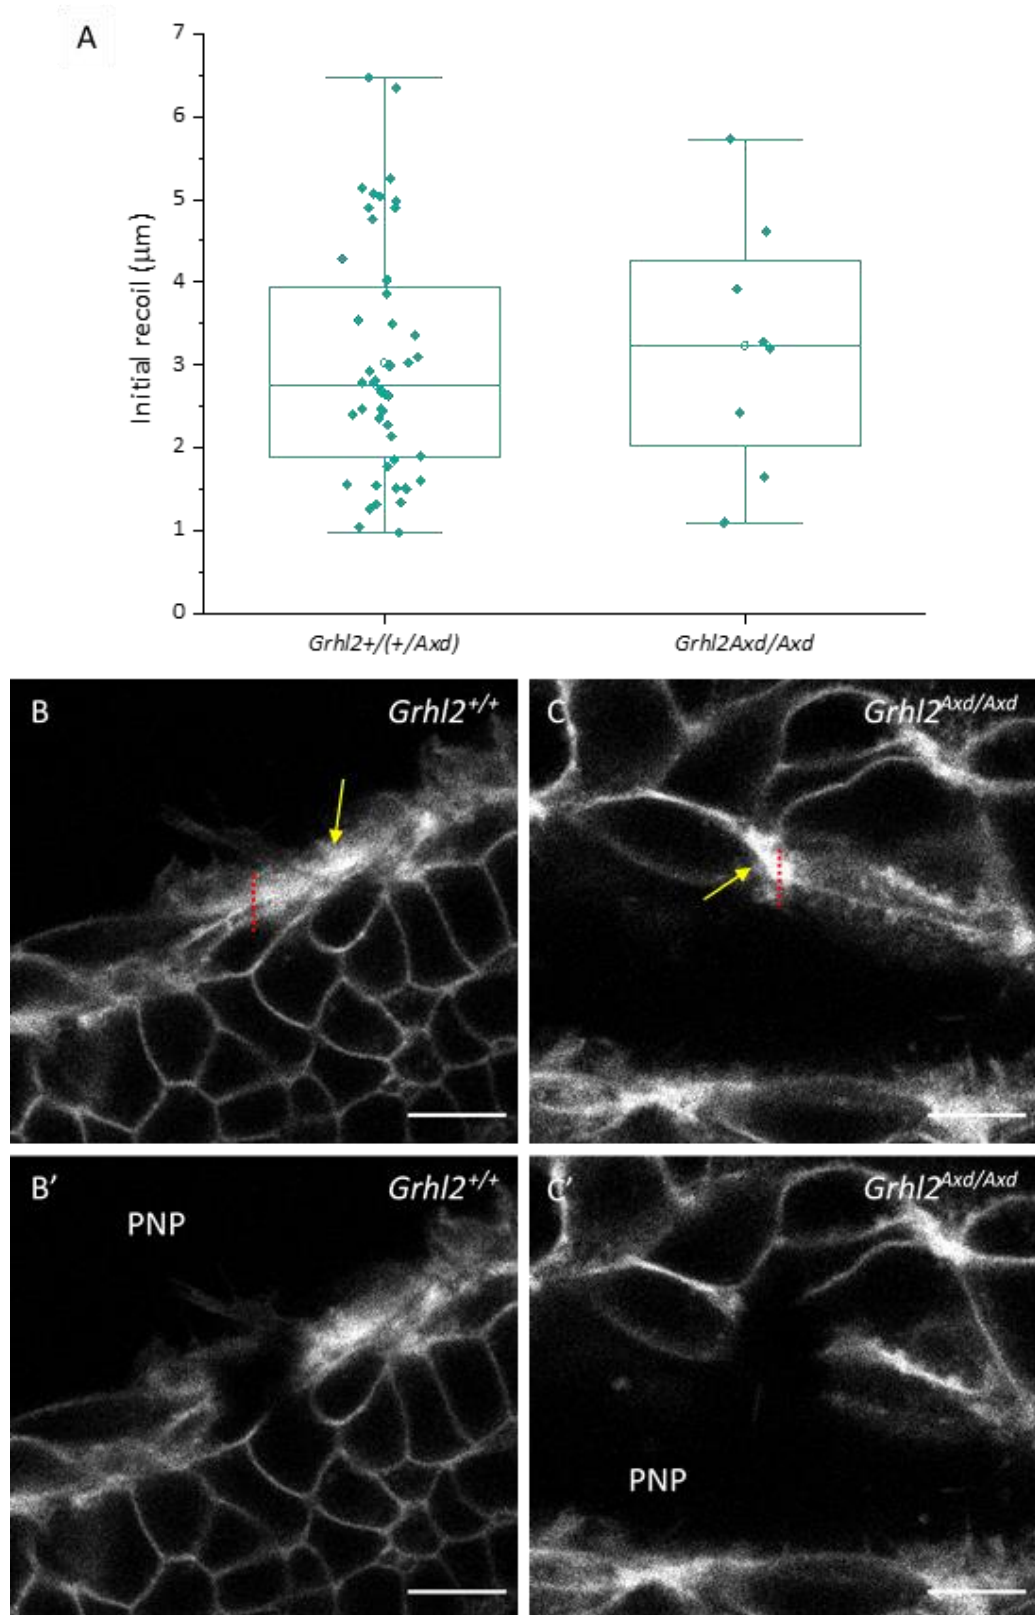 A
7
6
5
4
3
2
1
0
Initial recoil (μm)
Grhl2+/(+/Axd)
Grhl2Axd/Axd
B
Grhl2+/+
C
Grhl2Axd/Axd
B'
Grhl2+/+
PNP
C'
Grhl2Axd/Axd
PNP